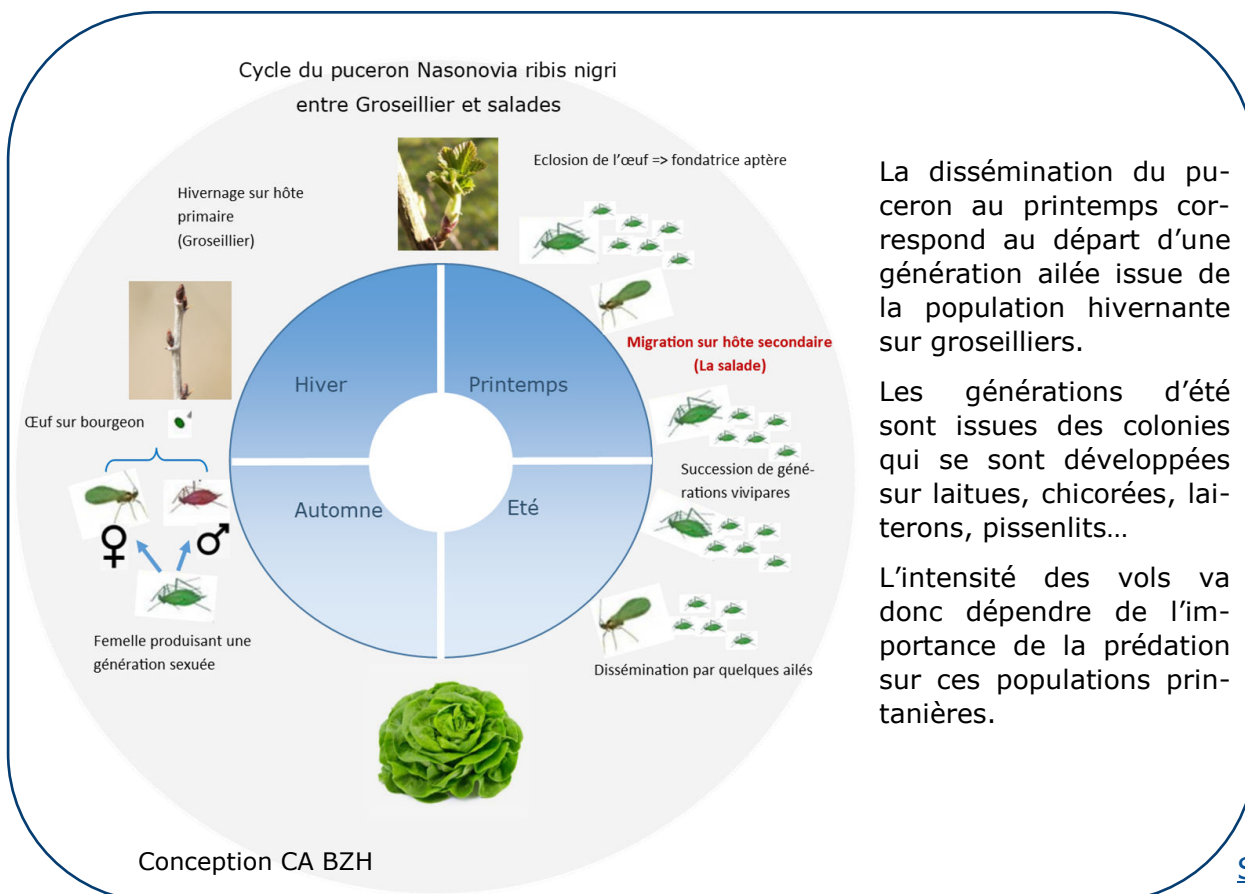 Cycle du puceron Nasonovia ribis nigri
entre Groseillier et salades
Eclosion de l’œuf => fondatrice aptère
Hivernage sur hôte
primaire
(Groseillier)
Migration sur hôte secondaire
(La salade)
Hiver
Printemps
Œuf sur bourgeon
Succession de géné-
rations vivipares
Automne
Eté
♀
♂
Femelle produisant une
génération sexuée
Dissémination par quelques ailés
Conception CA BZH
La dissémination du pu-
ceron au printemps cor-
respond au départ d’une
génération ailée issue de
la population hivernante
sur groseilliers.
Les générations d’été
sont issues des colonies
qui se sont développées
sur laitues, chicorées, lai-
terons, pissenlits…
L’intensité des vols va
donc dépendre de l’im-
portance de la prédation
sur ces populations prin-
tanières.